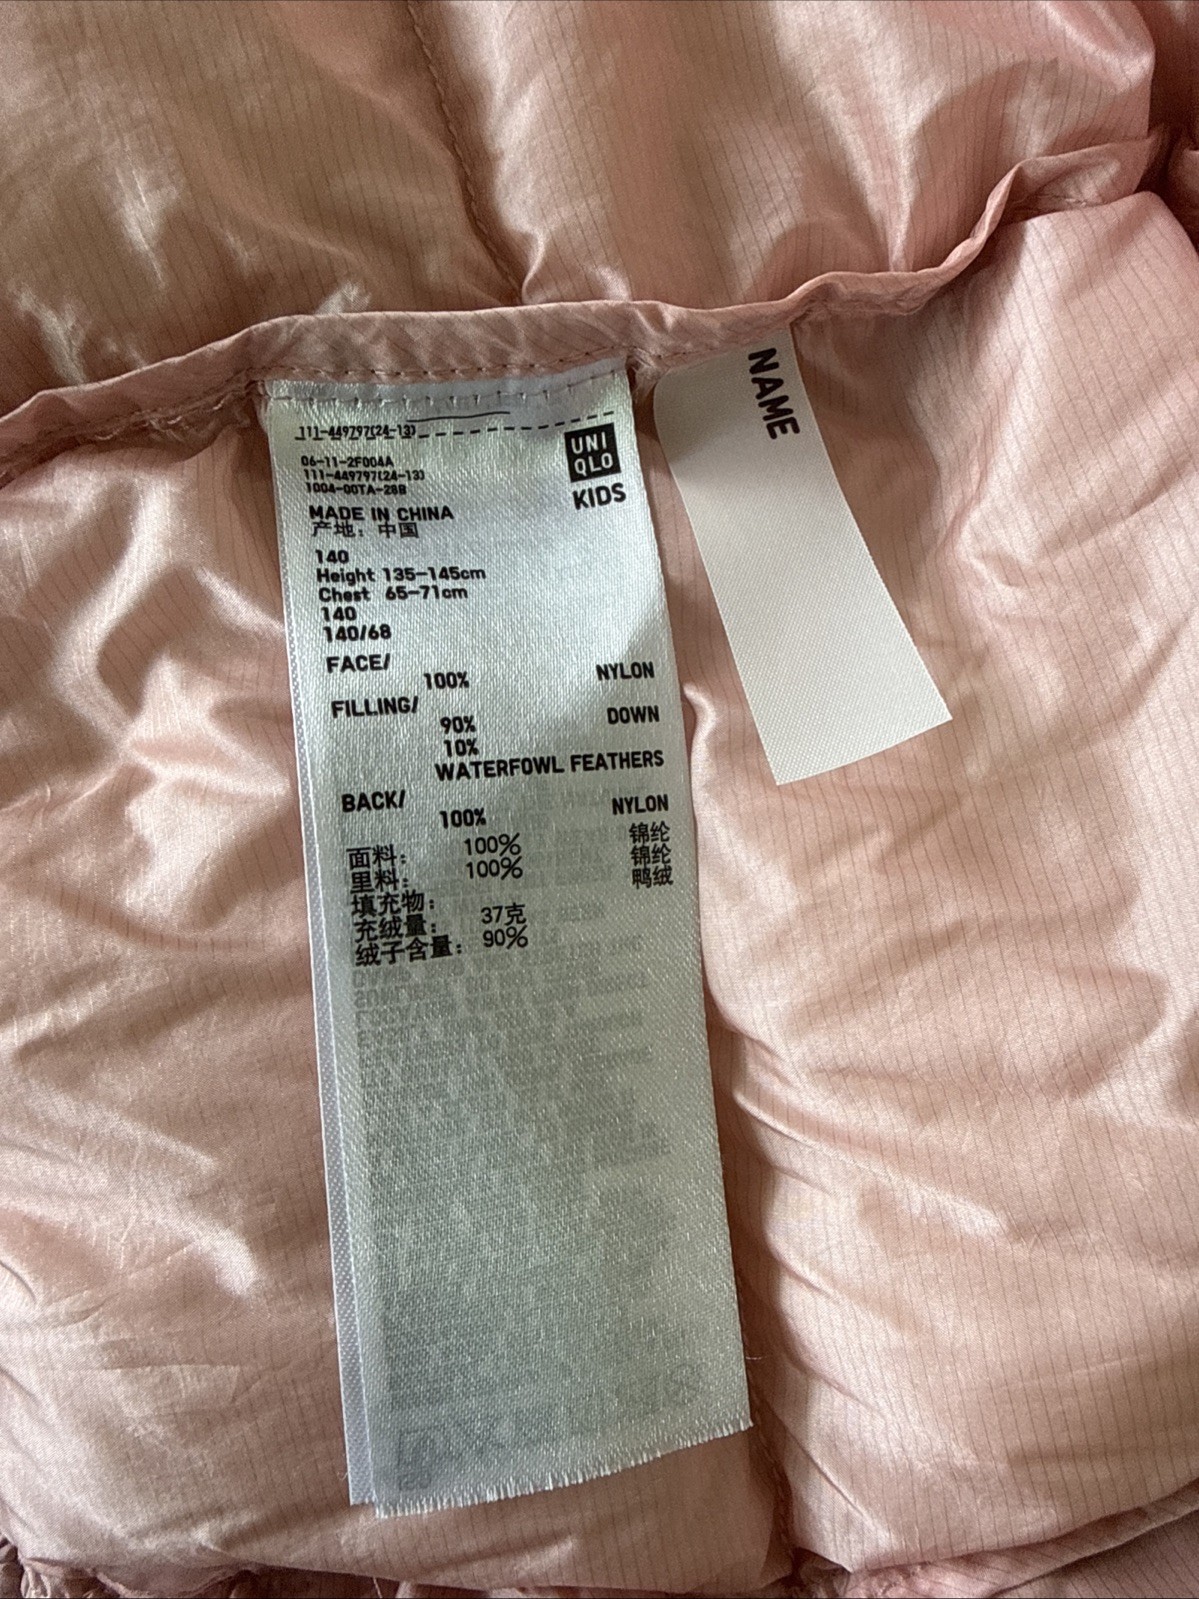 111-449797(24-13)
06-11-2F004A
111-449797(24-13)
1004-00TA-28B
UNI
QLO
KIDS
MADE IN CHINA
产地：中国
140
Height 135-145cm
Chest 65-71cm
140
140/68
FACE/
100% NYLON
FILLING/
90% DOWN
10%
WATERFOWL FEATHERS
BACK/
100% NYLON
面料： 100% 锦纶
里料： 100% 锦纶
填充物： 鸭绒
充绒量： 37克
绒子含量： 90%
NAME